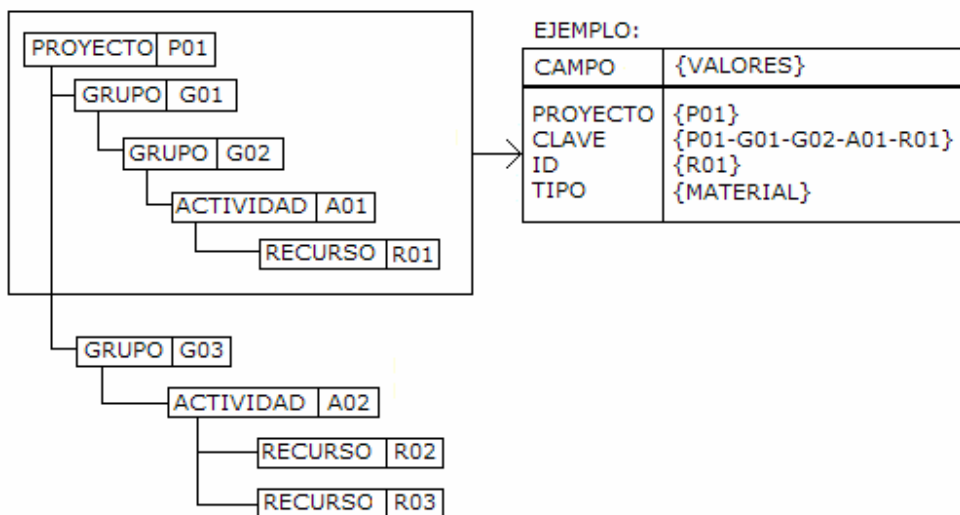 PROYECTO P01
GRUPO G01
GRUPO G02
ACTIVIDAD A01
RECURSO R01
GRUPO G03
ACTIVIDAD A02
RECURSO R02
RECURSO R03
EJEMPLO:
CAMPO {VALORES}
PROYECTO {P01}
CLAVE {P01-G01-G02-A01-R01}
ID {R01}
TIPO {MATERIAL}